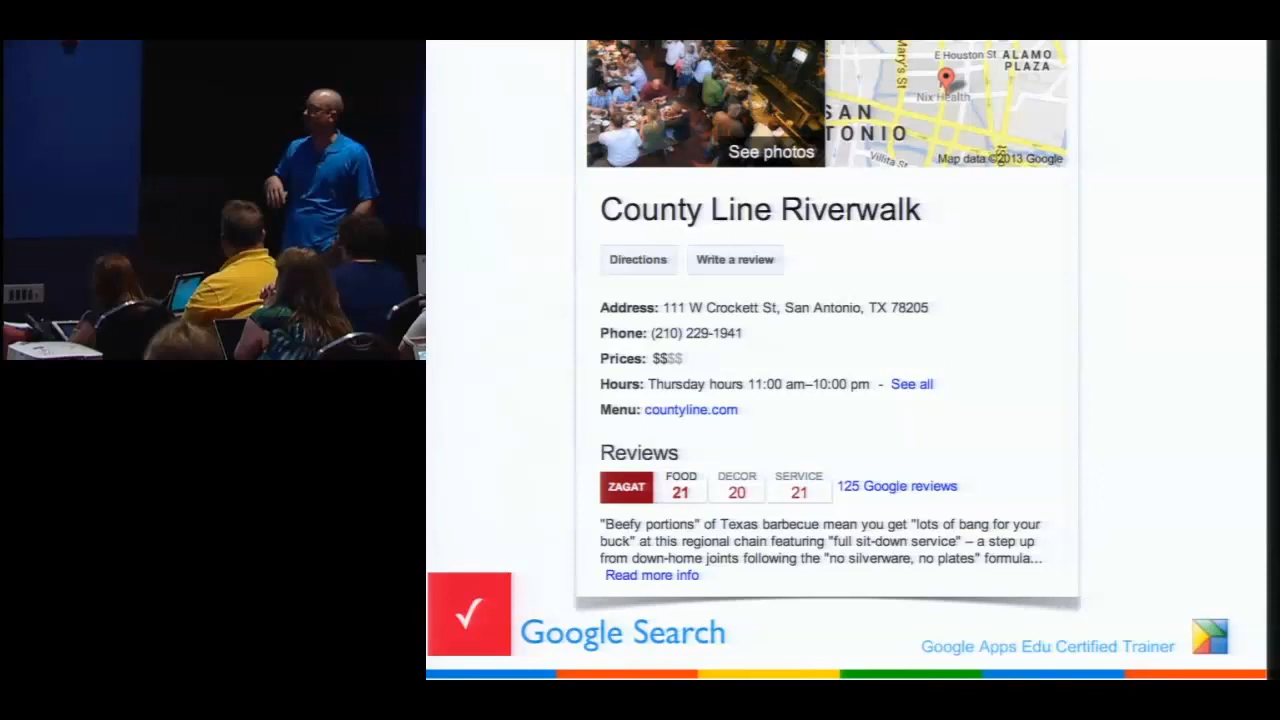 Mary's St
E Houston St
ALAMO
PLAZA
Nix Health
SAN
TONIO
Villita St
See photos
Map data ©2013 Google
County Line Riverwalk
Directions
Write a review
Address: 111 W Crockett St, San Antonio, TX 78205
Phone: (210) 229-1941
Prices: $$$$
Hours: Thursday hours 11:00 am–10:00 pm - See all
Menu: countyline.com
Reviews
ZAGAT
FOOD
21
DECOR
20
SERVICE
21
125 Google reviews
"Beefy portions" of Texas barbecue mean you get "lots of bang for your
buck" at this regional chain featuring "full sit-down service" – a step up
from down-home joints following the "no silverware, no plates" formula...
Read more info
✓
Google Search
Google Apps Edu Certified Trainer